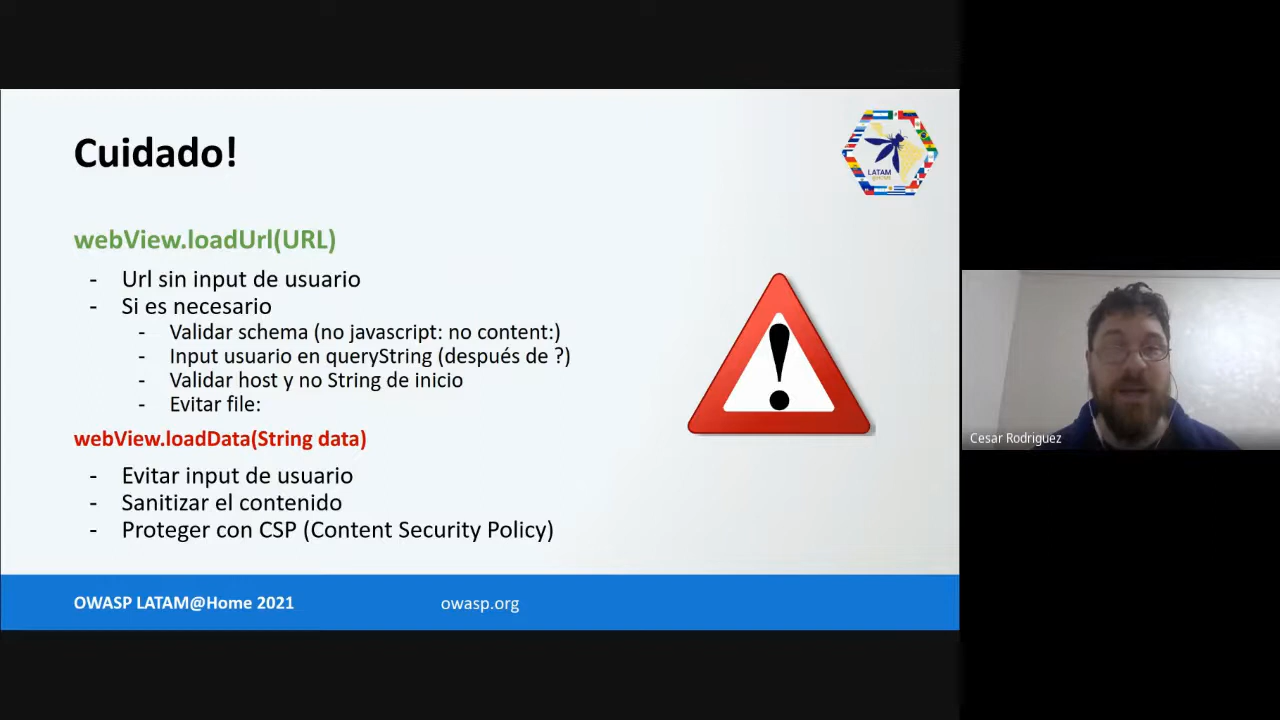 Cuidado!
LATAM
@HOME
webView.loadUrl(URL)
- Url sin input de usuario
- Si es necesario
- Validar schema (no javascript: no content:)
- Input usuario en queryString (después de ?)
- Validar host y no String de inicio
- Evitar file:
webView.loadData(String data)
- Evitar input de usuario
- Sanitizar el contenido
- Proteger con CSP (Content Security Policy)
Cesar Rodriguez
OWASP LATAM@Home 2021
owasp.org